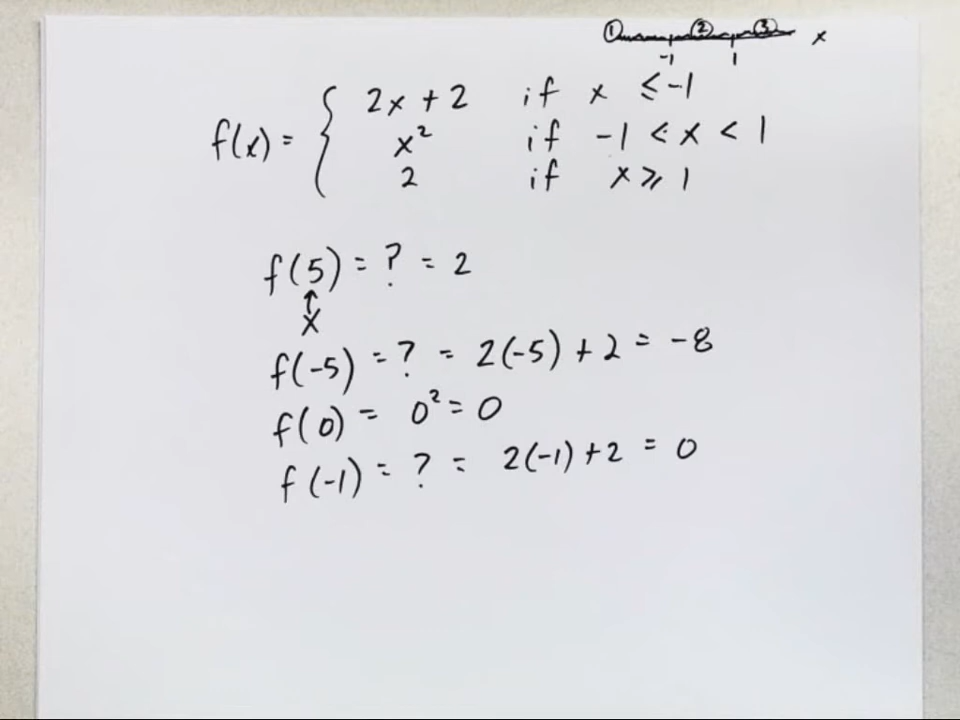 ① ② ③ x
-1 1
f(x) = { 2x + 2 if x ≤ -1
x² if -1 < x < 1
2 if x ≥ 1
f(5) = ? = 2
↑
x
f(-5) = ? = 2(-5) + 2 = -8
f(0) = 0² = 0
f(-1) = ? = 2(-1) + 2 = 0